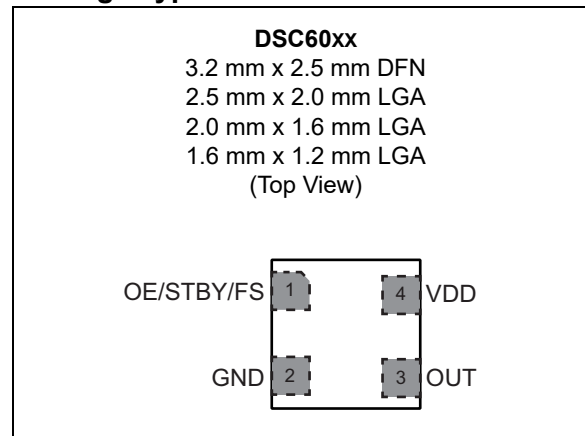 DSC60xx
3.2 mm x 2.5 mm DFN
2.5 mm x 2.0 mm LGA
2.0 mm x 1.6 mm LGA
1.6 mm x 1.2 mm LGA
(Top View)
OE/STBY/FS 1 4 VDD
GND 2 3 OUT